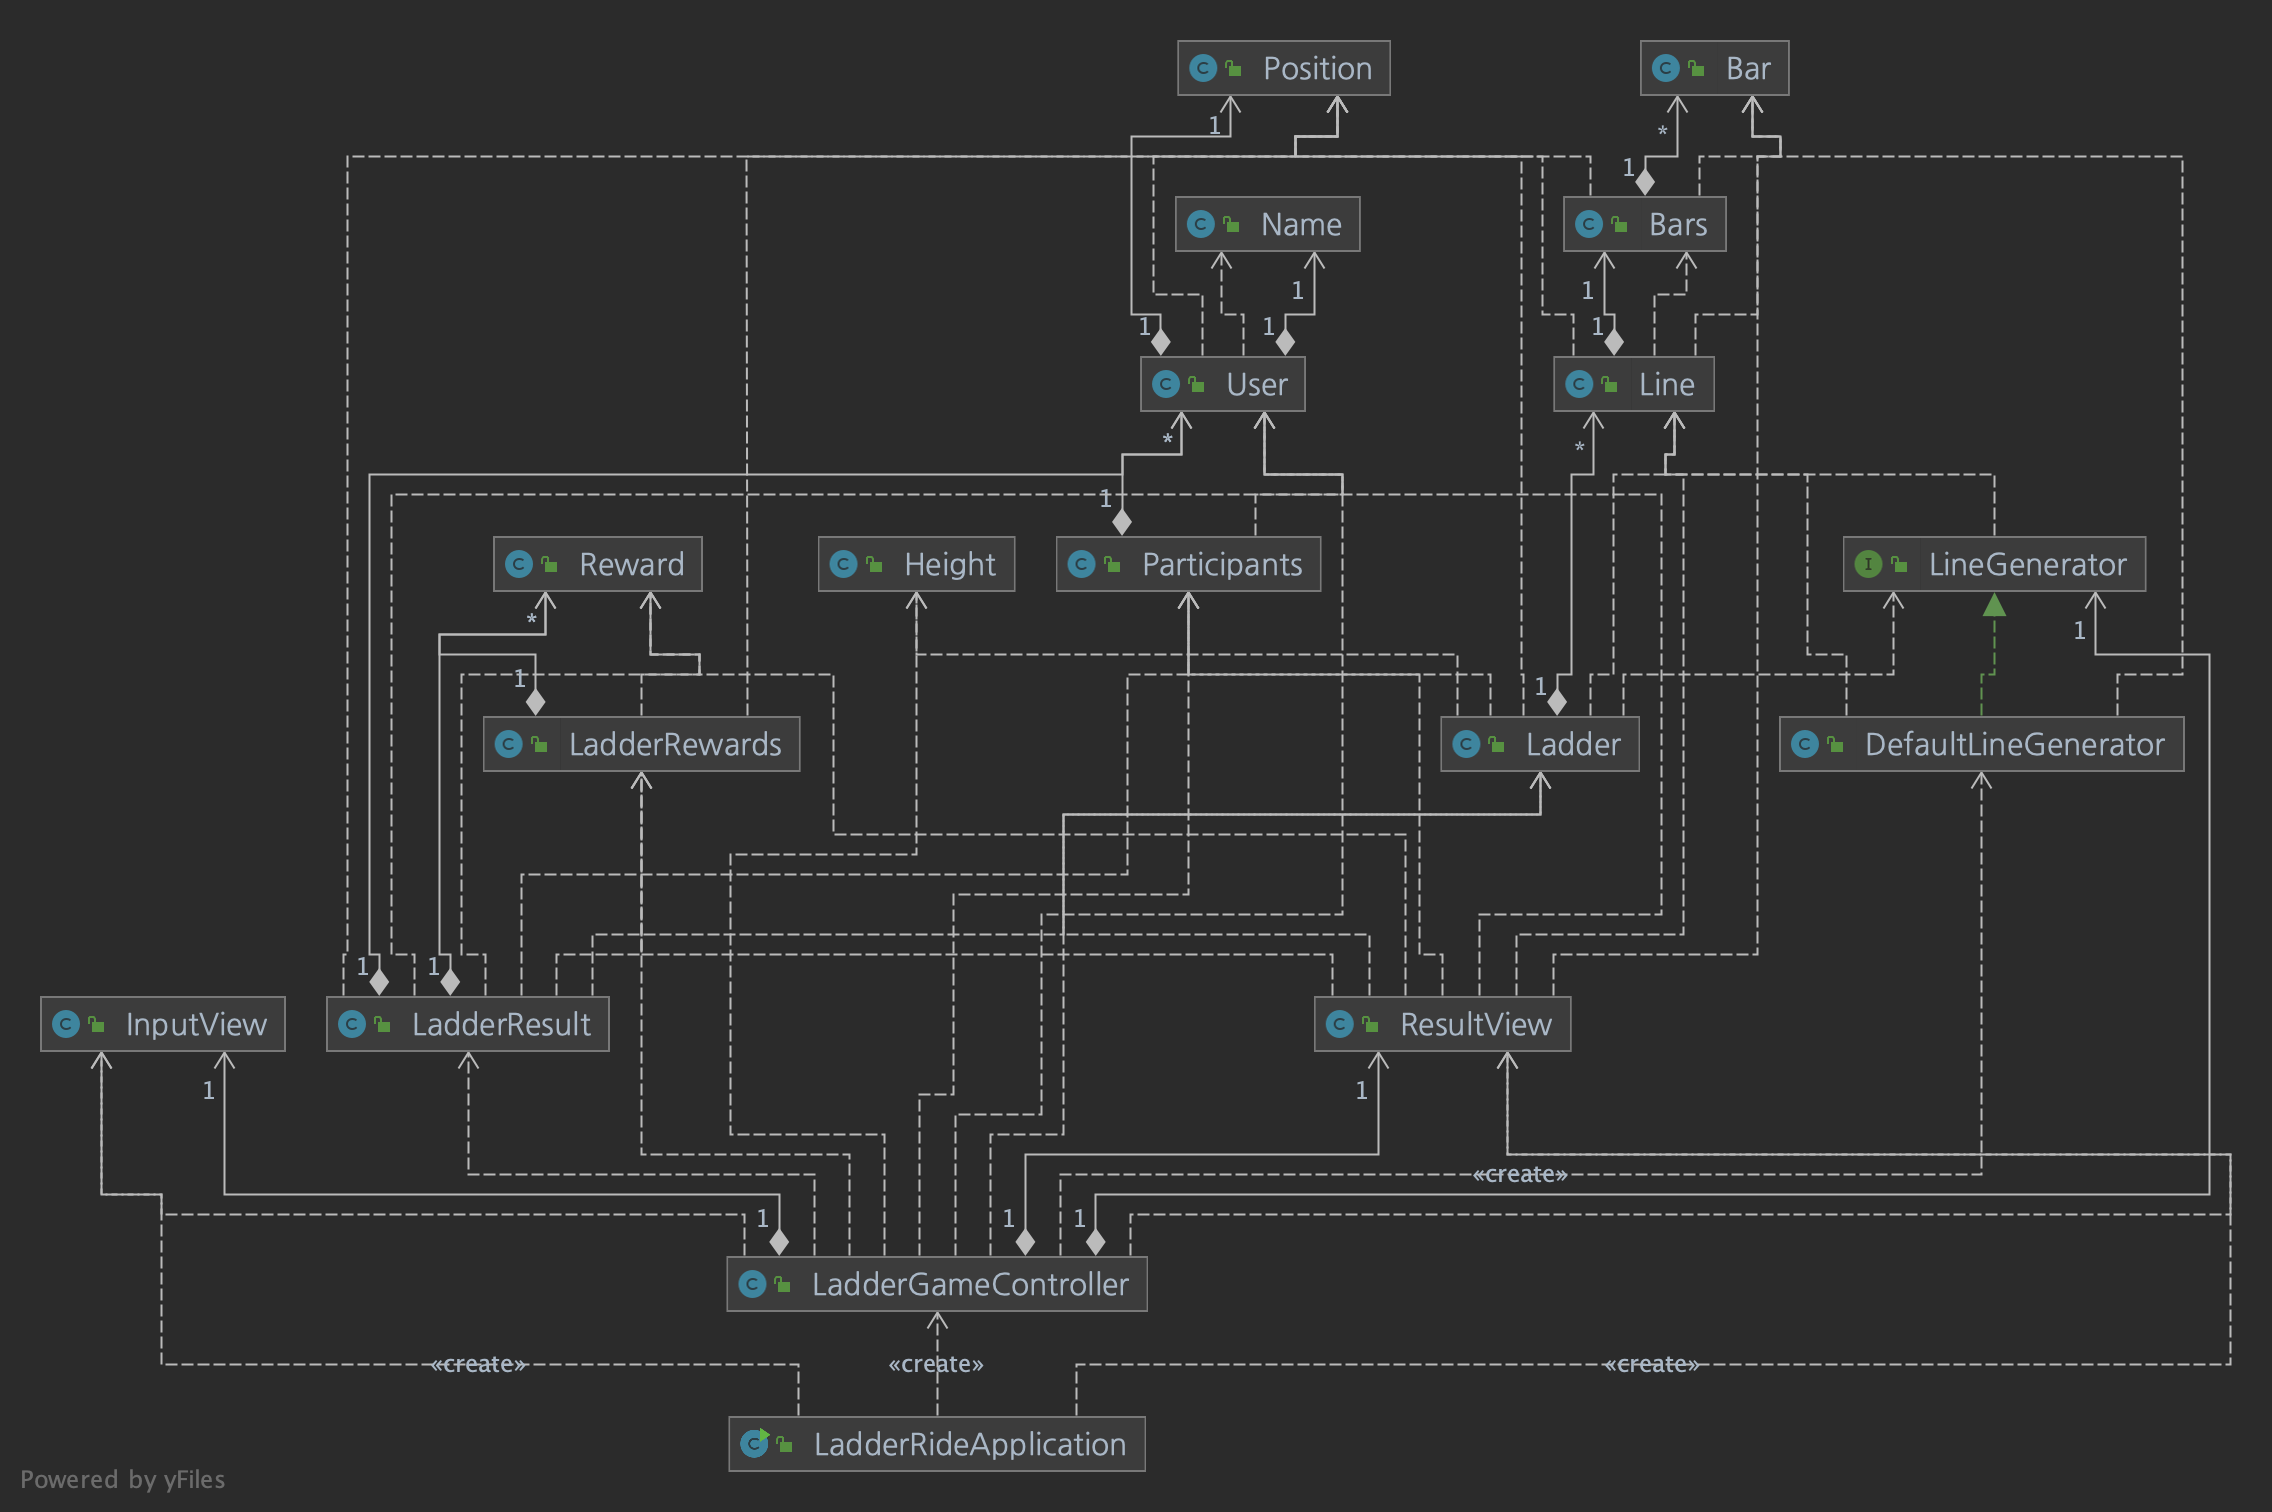 C Position
C Bar
1
*
1
C Name
C Bars
1
1
1
1
1
C User
C Line
*
*
1
C Reward
C Height
C Participants
I LineGenerator
*
1
1
1
C LadderRewards
C Ladder
C DefaultLineGenerator
1
1
C InputView
C LadderResult
C ResultView
1
1
«create»
1
1
1
C LadderGameController
«create»
«create»
«create»
C LadderRideApplication
Powered by yFiles